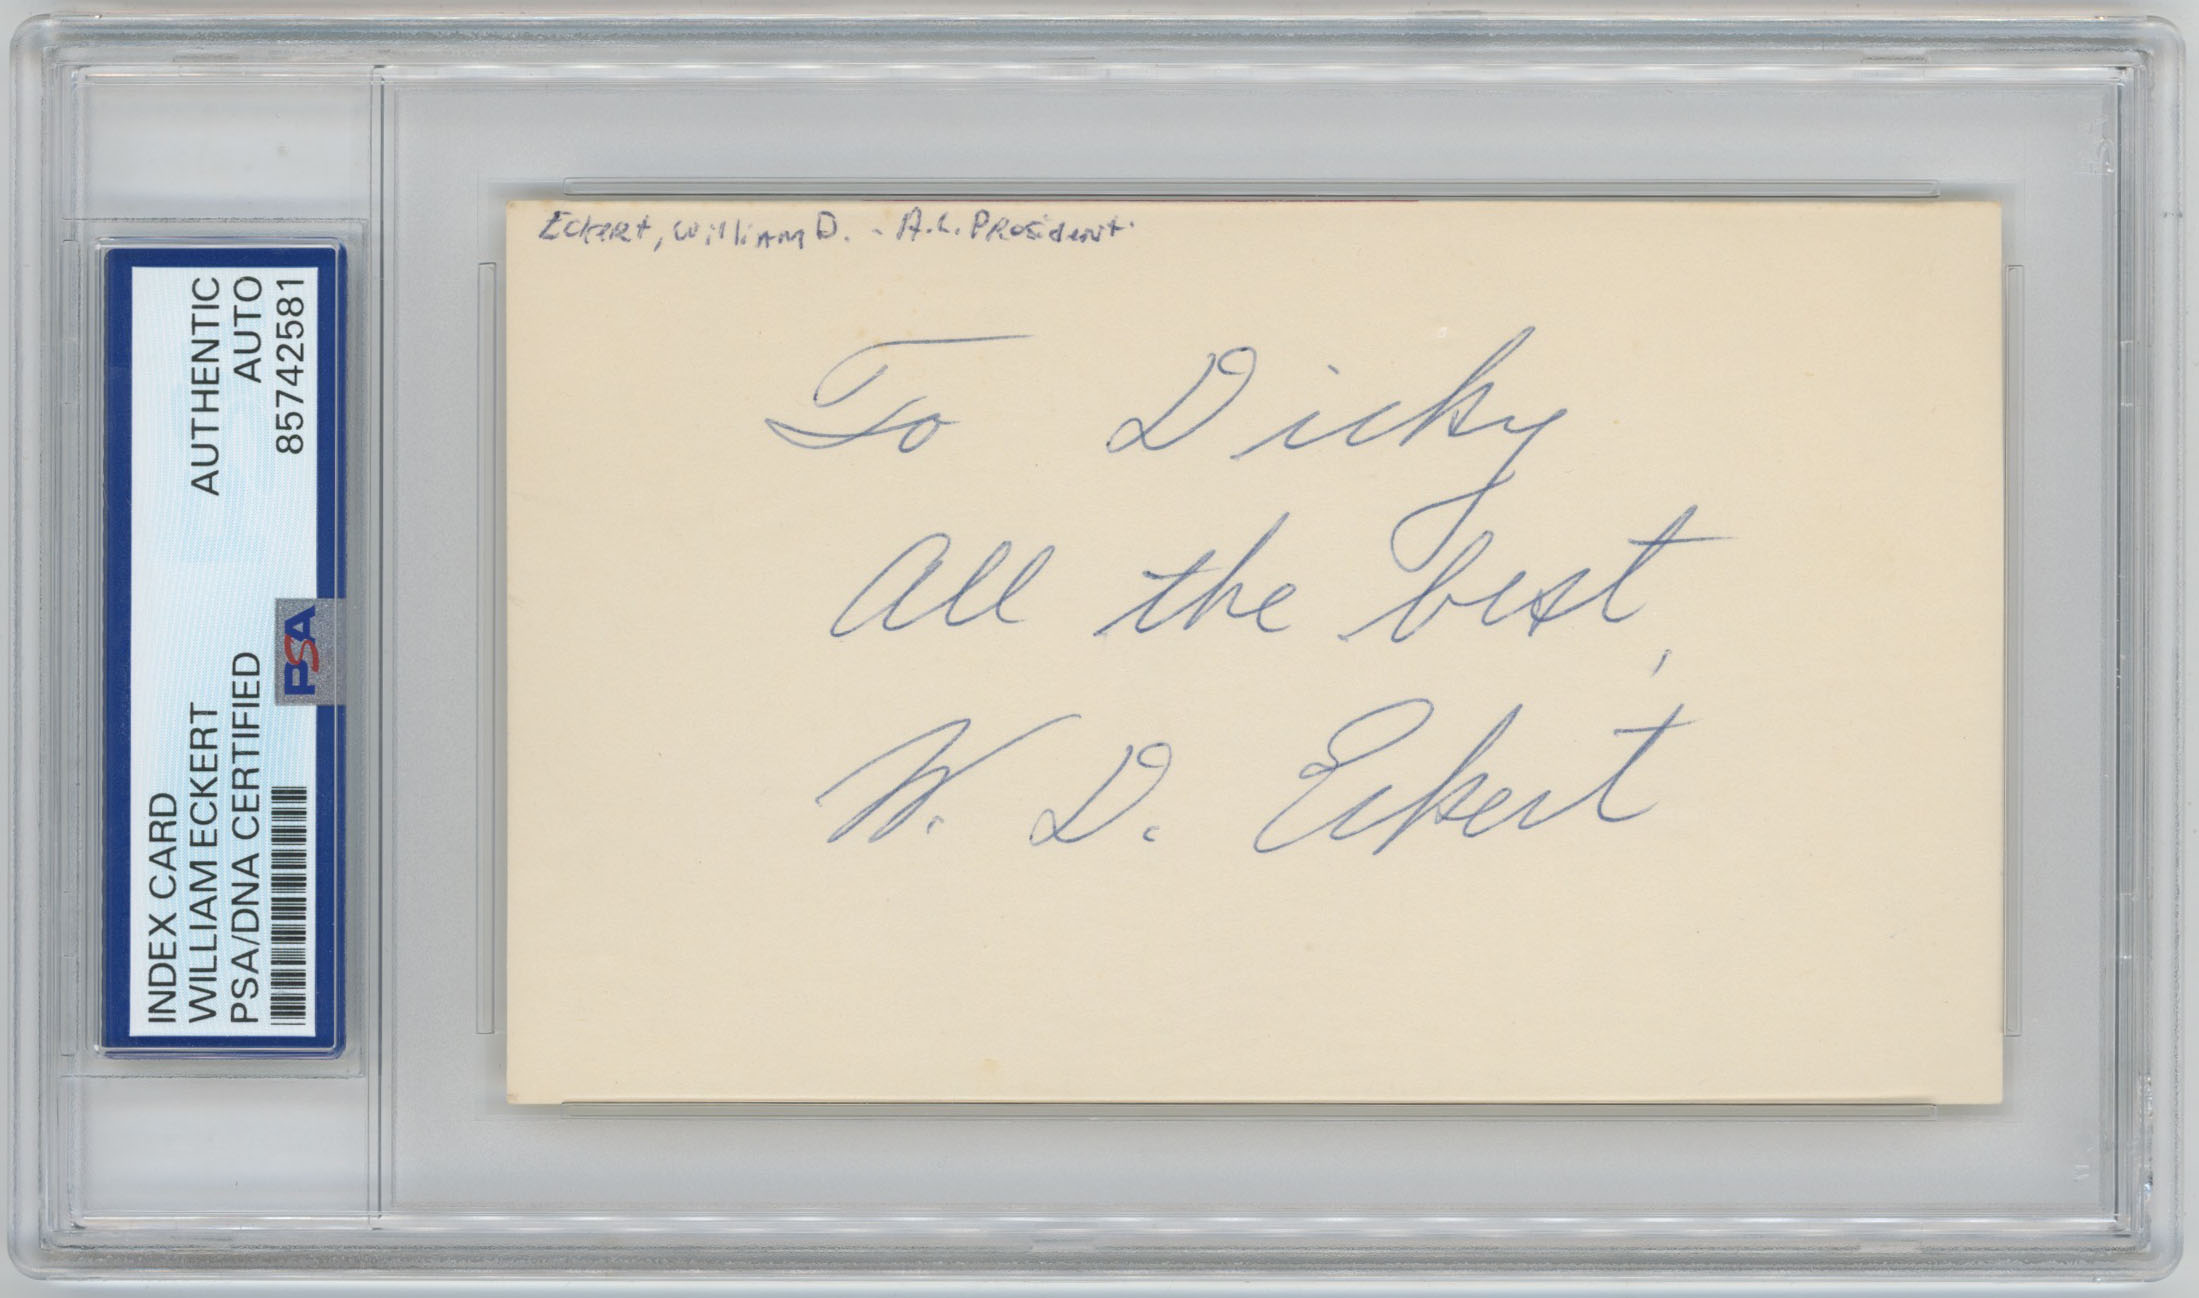 INDEX CARD
WILLIAM ECKERT
PSA/DNA CERTIFIED
AUTHENTIC
AUTO
85742581
PSA
Eckert, William D. - A.L. President
To Dicky
All the best,
W. D. Eckert